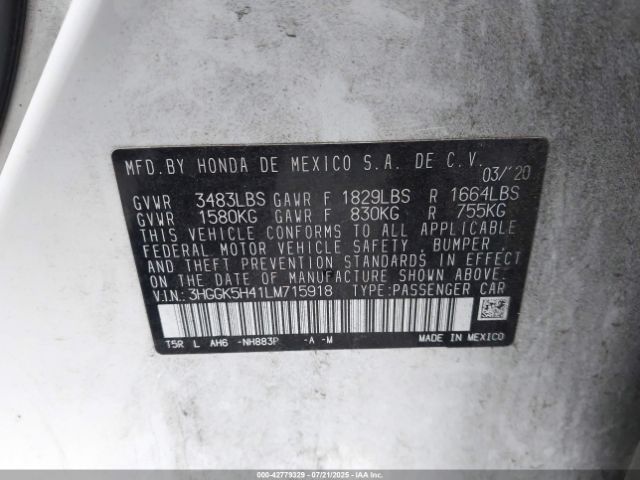 MFD.BY HONDA DE MEXICO S.A. DE C.V.
03/'20
GVWR 3483LBS GAWR F 1829LBS R 1664LBS
GVWR 1580KG GAWR F 830KG R 755KG
THIS VEHICLE CONFORMS TO ALL APPLICABLE
FEDERAL MOTOR VEHICLE SAFETY, BUMPER,
AND THEFT PREVENTION STANDARDS IN EFFECT
ON THE DATE OF MANUFACTURE SHOWN ABOVE.
V.I.N.: 3HGGK5H41LM715918 TYPE:PASSENGER CAR
T5R L AH6 -NH883P -A -M MADE IN MEXICO
000-42779329 - 07/21/2025 - IAAI.COM - Copyright